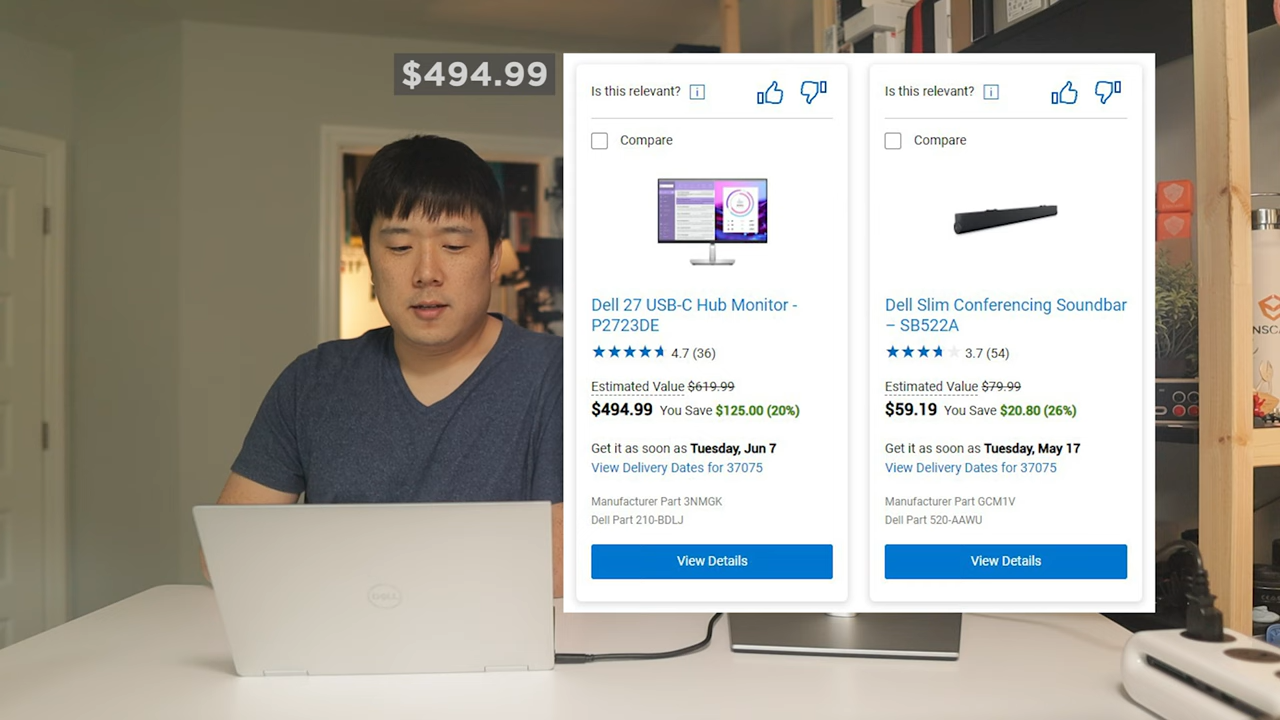 $494.99
Is this relevant?
Compare
Dell 27 USB-C Hub Monitor -
P2723DE
4.7 (36)
Estimated Value $619.99
$494.99 You Save $125.00 (20%)
Get it as soon as Tuesday, Jun 7
View Delivery Dates for 37075
Manufacturer Part 3NMGK
Dell Part 210-BDLJ
View Details
Is this relevant?
Compare
Dell Slim Conferencing Soundbar
– SB522A
3.7 (54)
Estimated Value $79.99
$59.19 You Save $20.80 (26%)
Get it as soon as Tuesday, May 17
View Delivery Dates for 37075
Manufacturer Part GCM1V
Dell Part 520-AAWU
View Details
DELL